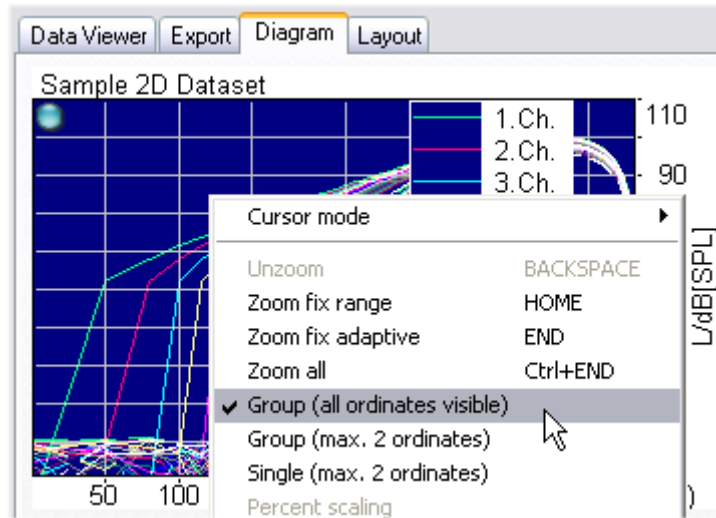 Data Viewer Export Diagram Layout
Sample 2D Dataset
110
1.Ch.
2.Ch.
90
3.Ch.
L/dB[SPL]
Cursor mode
Unzoom BACKSPACE
Zoom fix range HOME
Zoom fix adaptive END
Zoom all Ctrl+END
Group (all ordinates visible)
Group (max. 2 ordinates)
Single (max. 2 ordinates)
50 100 )
Percent scaling